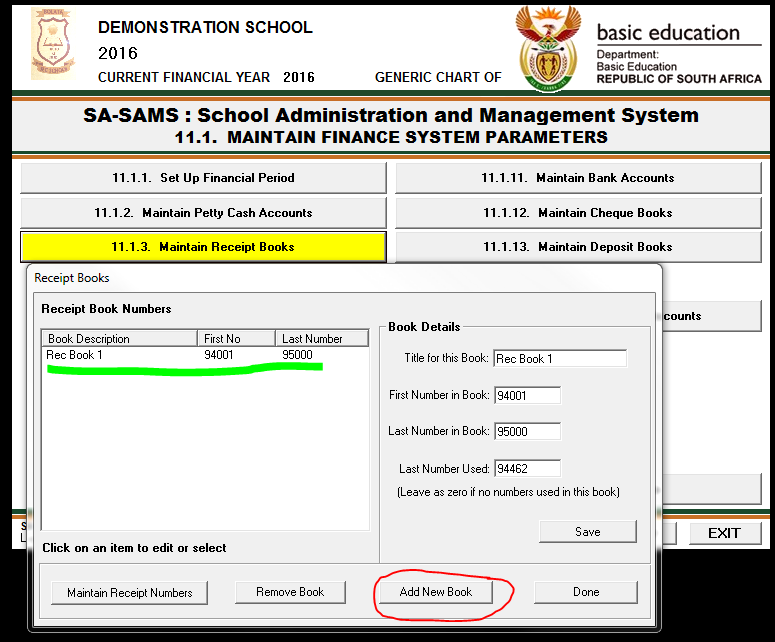 DEMONSTRATION SCHOOL
2016
CURRENT FINANCIAL YEAR 2016
GENERIC CHART OF
basic education
Department:
Basic Education
REPUBLIC OF SOUTH AFRICA
SA-SAMS : School Administration and Management System
11.1. MAINTAIN FINANCE SYSTEM PARAMETERS
11.1.1. Set Up Financial Period
11.1.11. Maintain Bank Accounts
11.1.2. Maintain Petty Cash Accounts
11.1.12. Maintain Cheque Books
11.1.3. Maintain Receipt Books
11.1.13. Maintain Deposit Books
counts
Receipt Books
Receipt Book Numbers
Book Description First No Last Number
Rec Book 1 94001 95000
Book Details
Title for this Book: Rec Book 1
First Number in Book: 94001
Last Number in Book: 95000
Last Number Used: 94462
(Leave as zero if no numbers used in this book)
Save
Click on an item to edit or select
Maintain Receipt Numbers
Remove Book
Add New Book
Done
S
L
EXIT